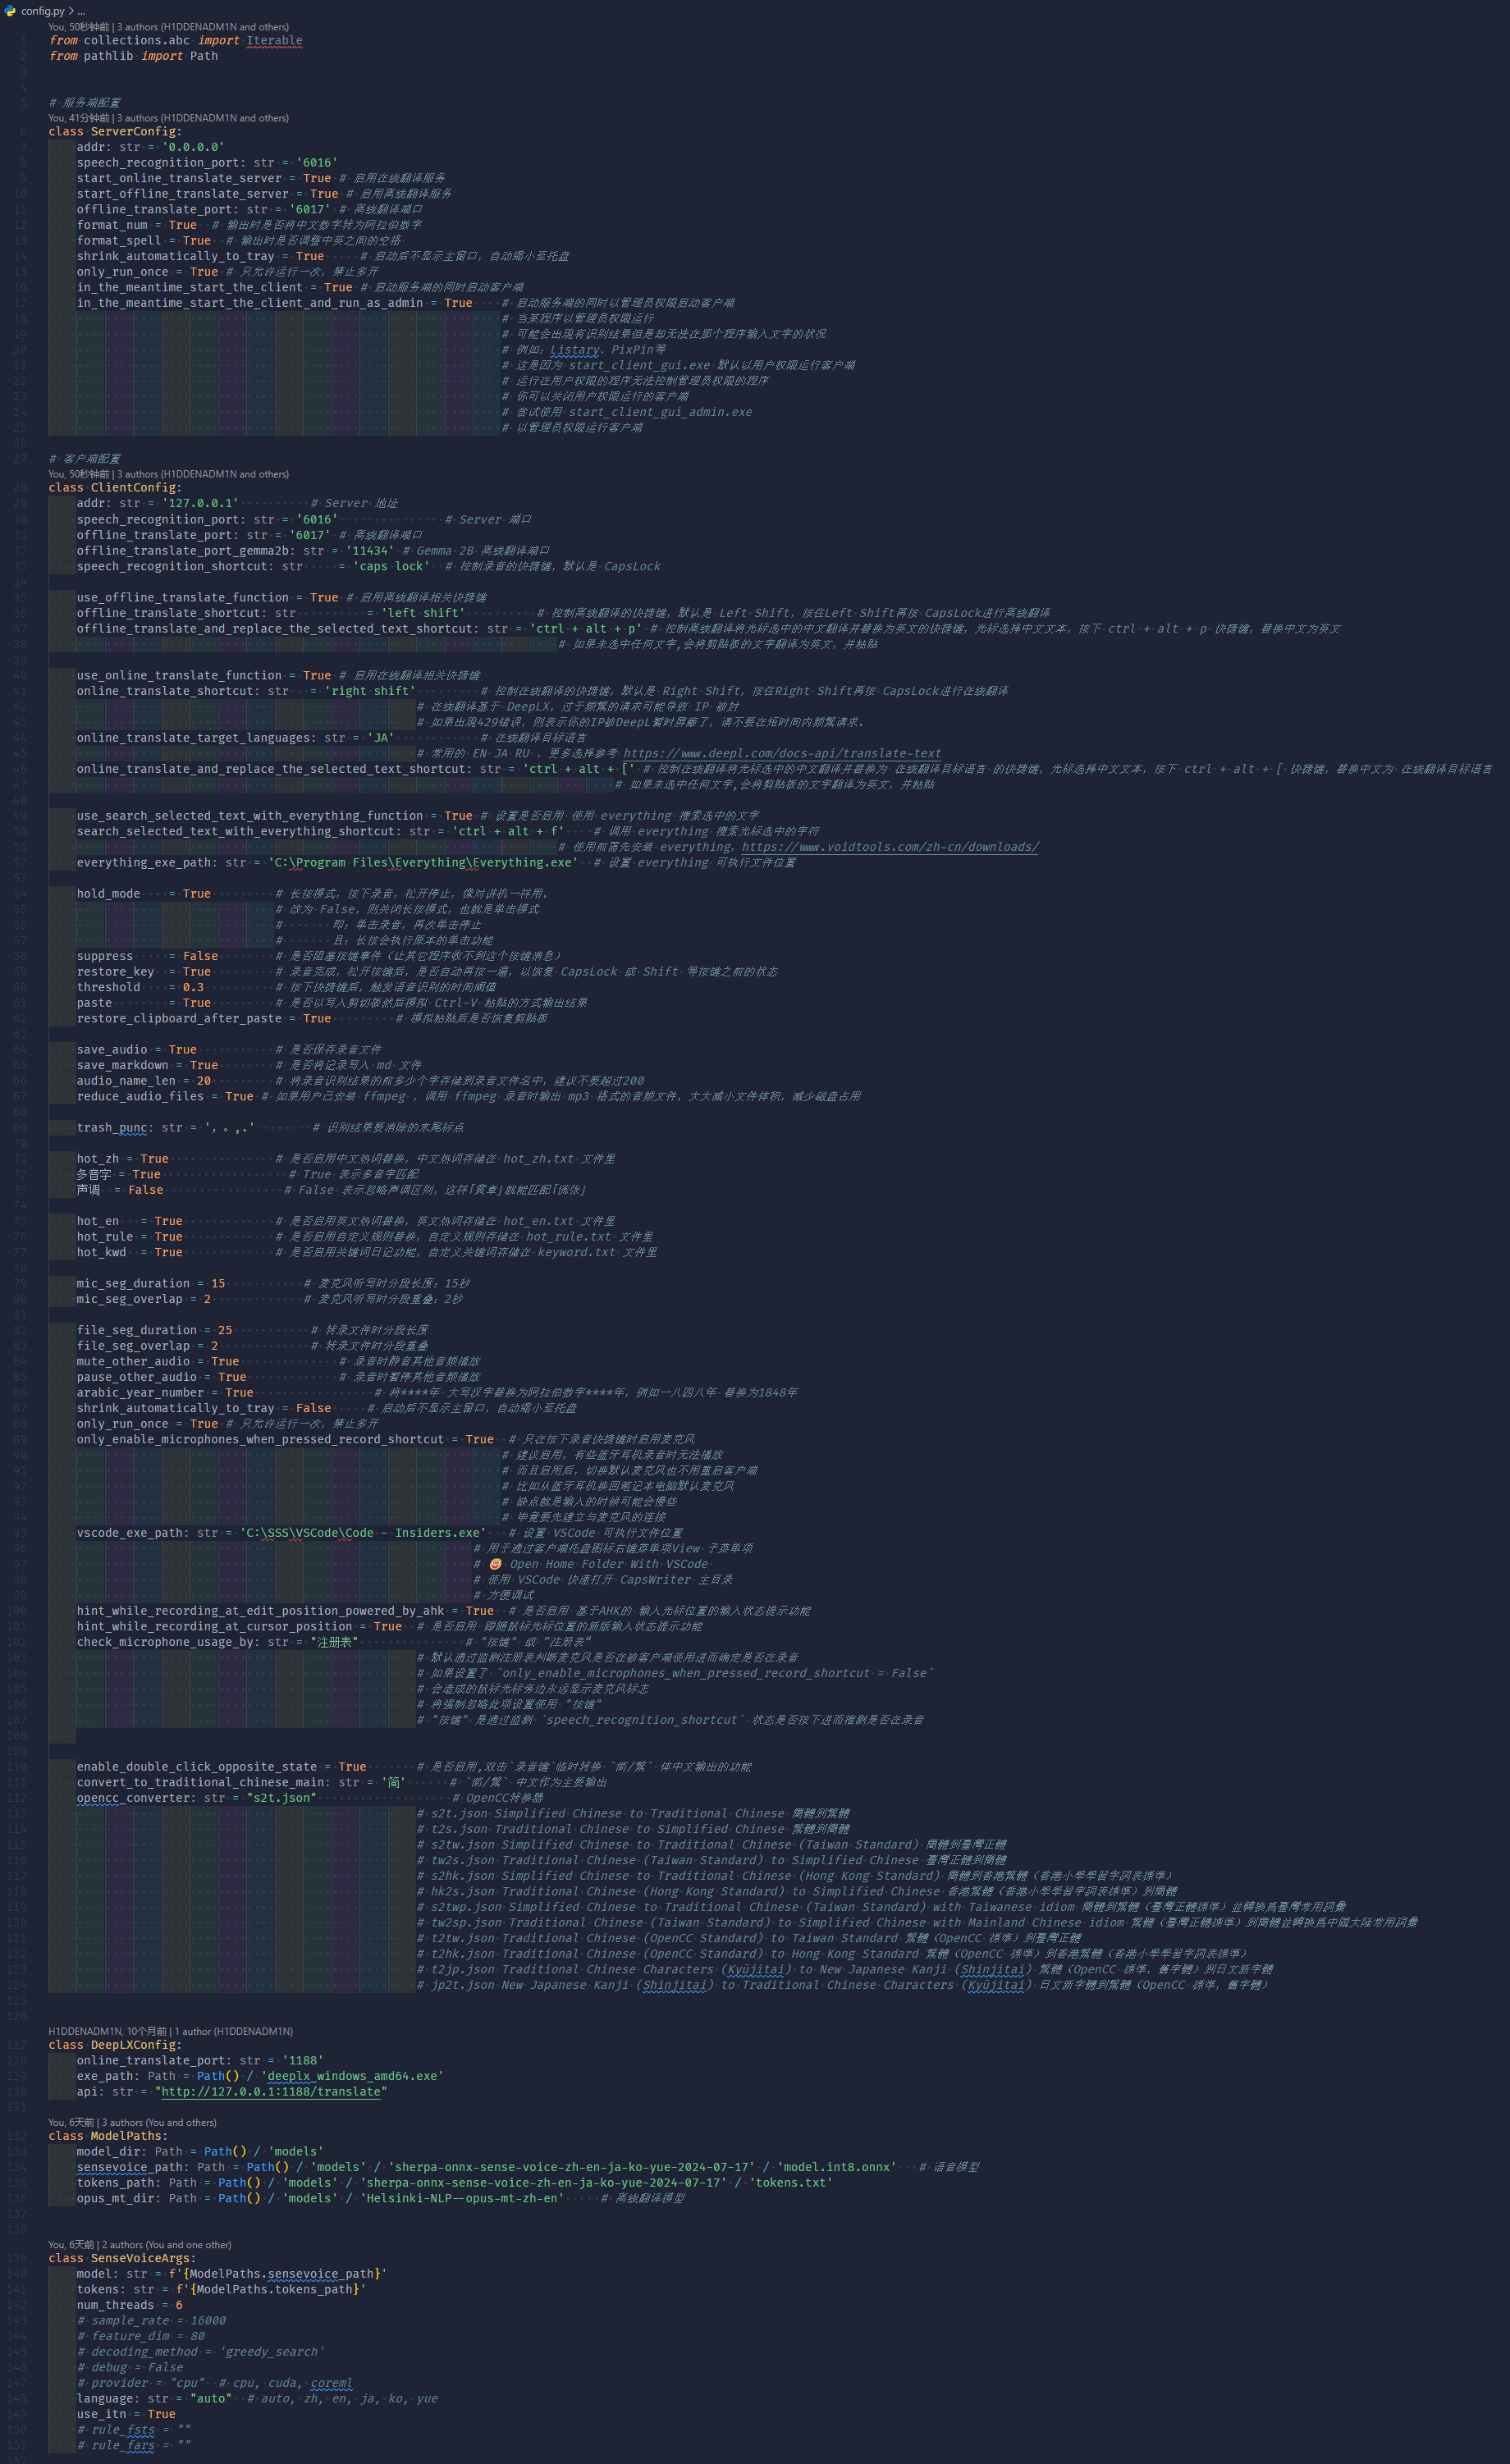 config.py > ...
You, 50秒钟前 | 3 authors (H1DDENADM1N and others)
1 from collections.abc import Iterable
2 from pathlib import Path
3
4
5 # 服务端配置
You, 41分钟前 | 3 authors (H1DDENADM1N and others)
6 class ServerConfig:
7 addr: str = '0.0.0.0'
8 speech_recognition_port: str = '6016'
9 start_online_translate_server = True # 启用在线翻译服务
10 start_offline_translate_server = True # 启用离线翻译服务
11 offline_translate_port: str = '6017' # 离线翻译端口
12 format_num = True # 输出时是否将中文数字转为阿拉伯数字
13 format_spell = True # 输出时是否调整中英之间的空格
14 shrink_automatically_to_tray = True # 启动后不显示主窗口，自动缩小至托盘
15 only_run_once = True # 只允许运行一次，禁止多开
16 in_the_meantime_start_the_client = True # 启动服务端的同时启动客户端
17 in_the_meantime_start_the_client_and_run_as_admin = True # 启动服务端的同时以管理员权限启动客户端
18 # 当某程序以管理员权限运行
19 # 可能会出现有识别结果但是却无法在那个程序输入文字的状况
20 # 例如：Listary、PixPin等
21 # 这是因为 start_client_gui.exe 默认以用户权限运行客户端
22 # 运行在用户权限的程序无法控制管理员权限的程序
23 # 你可以关闭用户权限运行的客户端
24 # 尝试使用 start_client_gui_admin.exe
25 # 以管理员权限运行客户端
26
27 # 客户端配置
You, 50秒钟前 | 3 authors (H1DDENADM1N and others)
28 class ClientConfig:
29 addr: str = '127.0.0.1' # Server 地址
30 speech_recognition_port: str = '6016' # Server 端口
31 offline_translate_port: str = '6017' # 离线翻译端口
32 offline_translate_port_gemma2b: str = '11434' # Gemma 2B 离线翻译端口
33 speech_recognition_shortcut: str = 'caps lock' # 控制录音的快捷键，默认是 CapsLock
34
35 use_offline_translate_function = True # 启用离线翻译相关快捷键
36 offline_translate_shortcut: str = 'left shift' # 控制离线翻译的快捷键，默认是 Left Shift，按住Left Shift再按 CapsLock进行离线翻译
37 offline_translate_and_replace_the_selected_text_shortcut: str = 'ctrl + alt + p' # 控制离线翻译将光标选中的中文翻译并替换为英文的快捷键，光标选择中文文本，按下 ctrl + alt + p 快捷键，替换中文为英文
38 # 如果未选中任何文字,会将剪贴板的文字翻译为英文，并粘贴
39
40 use_online_translate_function = True # 启用在线翻译相关快捷键
41 online_translate_shortcut: str = 'right shift' # 控制在线翻译的快捷键，默认是 Right Shift，按住Right Shift再按 CapsLock进行在线翻译
42 # 在线翻译基于 DeepLX，过于频繁的请求可能导致 IP 被封
43 # 如果出现429错误，则表示你的IP被DeepL暂时屏蔽了，请不要在短时间内频繁请求.
44 online_translate_target_languages: str = 'JA' # 在线翻译目标语言
45 # 常用的 EN JA RU ，更多选择参考 https://www.deepl.com/docs-api/translate-text
46 online_translate_and_replace_the_selected_text_shortcut: str = 'ctrl + alt + [' # 控制在线翻译将光标选中的中文翻译并替换为 在线翻译目标语言 的快捷键，光标选择中文文本，按下 ctrl + alt + [ 快捷键，替换中文为 在线翻译目标语言
47 # 如果未选中任何文字,会将剪贴板的文字翻译为英文，并粘贴
48
49 use_search_selected_text_with_everything_function = True # 设置是否启用 使用 everything 搜索选中的文字
50 search_selected_text_with_everything_shortcut: str = 'ctrl + alt + f' # 调用 everything 搜索光标选中的字符
51 # 使用前需先安装 everything，https://www.voidtools.com/zh-cn/downloads/
52 everything_exe_path: str = 'C:\Program Files\Everything\Everything.exe' # 设置 everything 可执行文件位置
53
54 hold_mode = True # 长按模式，按下录音，松开停止，像对讲机一样用。
55 # 改为 False，则关闭长按模式，也就是单击模式
56 # 即：单击录音，再次单击停止
57 # 且：长按会执行原本的单击功能
58 suppress = False # 是否阻塞按键事件（让其它程序收不到这个按键消息）
59 restore_key = True # 录音完成，松开按键后，是否自动再按一遍，以恢复 CapsLock 或 Shift 等按键之前的状态
60 threshold = 0.3 # 按下快捷键后，触发语音识别的时间阈值
61 paste = True # 是否以写入剪切板然后模拟 Ctrl-V 粘贴的方式输出结果
62 restore_clipboard_after_paste = True # 模拟粘贴后是否恢复剪贴板
63
64 save_audio = True # 是否保存录音文件
65 save_markdown = True # 是否将记录写入 md 文件
66 audio_name_len = 20 # 将录音识别结果的前多少个字存储到录音文件名中，建议不要超过200
67 reduce_audio_files = True # 如果用户已安装 ffmpeg ，调用 ffmpeg 录音时输出 mp3 格式的音频文件，大大减小文件体积，减少磁盘占用
68
69 trash_punc: str = '，。,.' # 识别结果要消除的末尾标点
70
71 hot_zh = True # 是否启用中文热词替换，中文热词存储在 hot_zh.txt 文件里
72 多音字 = True # True 表示多音字匹配
73 声调 = False # False 表示忽略声调区别，这样「黄章」就能匹配「慌张」
74
75 hot_en = True # 是否启用英文热词替换，英文热词存储在 hot_en.txt 文件里
76 hot_rule = True # 是否启用自定义规则替换，自定义规则存储在 hot_rule.txt 文件里
77 hot_kwd = True # 是否启用关键词日记功能，自定义关键词存储在 keyword.txt 文件里
78
79 mic_seg_duration = 15 # 麦克风听写时分段长度：15秒
80 mic_seg_overlap = 2 # 麦克风听写时分段重叠：2秒
81
82 file_seg_duration = 25 # 转录文件时分段长度
83 file_seg_overlap = 2 # 转录文件时分段重叠
84 mute_other_audio = True # 录音时静音其他音频播放
85 pause_other_audio = True # 录音时暂停其他音频播放
86 arabic_year_number = True # 将****年 大写汉字替换为阿拉伯数字****年，例如一八四八年 替换为1848年
87 shrink_automatically_to_tray = False # 启动后不显示主窗口，自动缩小至托盘
88 only_run_once = True # 只允许运行一次，禁止多开
89 only_enable_microphones_when_pressed_record_shortcut = True # 只在按下录音快捷键时启用麦克风
90 # 建议启用，有些蓝牙耳机录音时无法播放
91 # 而且启用后，切换默认麦克风也不用重启客户端
92 # 比如从蓝牙耳机换回笔记本电脑默认麦克风
93 # 缺点就是输入的时候可能会慢些
94 # 毕竟要先建立与麦克风的连接
95 vscode_exe_path: str = 'C:\SSS\VSCode\Code - Insiders.exe' # 设置 VSCode 可执行文件位置
96 # 用于通过客户端托盘图标右键菜单项View 子菜单项
97 # 🤓 Open Home Folder With VSCode
98 # 使用 VSCode 快速打开 CapsWriter 主目录
99 # 方便调试
100 hint_while_recording_at_edit_position_powered_by_ahk = True # 是否启用 基于AHK的 输入光标位置的输入状态提示功能
101 hint_while_recording_at_cursor_position = True # 是否启用 跟随鼠标光标位置的新版输入状态提示功能
102 check_microphone_usage_by: str = "注册表" # "按键" 或 "注册表"
103 # 默认通过监测注册表判断麦克风是否在被客户端使用进而确定是否在录音
104 # 如果设置了 `only_enable_microphones_when_pressed_record_shortcut = False`
105 # 会造成的鼠标光标旁边永远显示麦克风标志
106 # 将强制忽略此项设置使用 "按键"
107 # "按键" 是通过监测 `speech_recognition_shortcut` 状态是否按下进而推测是否在录音
108
109
110 enable_double_click_opposite_state = True # 是否启用,双击`录音键`临时转换 `简/繁` 体中文输出的功能
111 convert_to_traditional_chinese_main: str = '简' # `简/繁` 中文作为主要输出
112 opencc_converter: str = "s2t.json" # OpenCC转换器
113 # s2t.json Simplified Chinese to Traditional Chinese 簡體到繁體
114 # t2s.json Traditional Chinese to Simplified Chinese 繁體到簡體
115 # s2tw.json Simplified Chinese to Traditional Chinese (Taiwan Standard) 簡體到臺灣正體
116 # tw2s.json Traditional Chinese (Taiwan Standard) to Simplified Chinese 臺灣正體到簡體
117 # s2hk.json Simplified Chinese to Traditional Chinese (Hong Kong Standard) 簡體到香港繁體（香港小學學習字詞表標準）
118 # hk2s.json Traditional Chinese (Hong Kong Standard) to Simplified Chinese 香港繁體（香港小學學習字詞表標準）到簡體
119 # s2twp.json Simplified Chinese to Traditional Chinese (Taiwan Standard) with Taiwanese idiom 簡體到繁體（臺灣正體標準）並轉換爲臺灣常用詞彙
120 # tw2sp.json Traditional Chinese (Taiwan Standard) to Simplified Chinese with Mainland Chinese idiom 繁體（臺灣正體標準）到簡體並轉換爲中國大陸常用詞彙
121 # t2tw.json Traditional Chinese (OpenCC Standard) to Taiwan Standard 繁體（OpenCC 標準）到臺灣正體
122 # t2hk.json Traditional Chinese (OpenCC Standard) to Hong Kong Standard 繁體（OpenCC 標準）到香港繁體（香港小學學習字詞表標準）
123 # t2jp.json Traditional Chinese Characters (Kyūjitai) to New Japanese Kanji (Shinjitai) 繁體（OpenCC 標準，舊字體）到日文新字體
124 # jp2t.json New Japanese Kanji (Shinjitai) to Traditional Chinese Characters (Kyūjitai) 日文新字體到繁體（OpenCC 標準，舊字體）
125
126
H1DDENADM1N, 10个月前 | 1 author (H1DDENADM1N)
127 class DeepLXConfig:
128 online_translate_port: str = '1188'
129 exe_path: Path = Path() / 'deeplx_windows_amd64.exe'
130 api: str = "http://127.0.0.1:1188/translate"
131
You, 6天前 | 3 authors (You and others)
132 class ModelPaths:
133 model_dir: Path = Path() / 'models'
134 sensevoice_path: Path = Path() / 'models' / 'sherpa-onnx-sense-voice-zh-en-ja-ko-yue-2024-07-17' / 'model.int8.onnx' # 语音模型
135 tokens_path: Path = Path() / 'models' / 'sherpa-onnx-sense-voice-zh-en-ja-ko-yue-2024-07-17' / 'tokens.txt'
136 opus_mt_dir: Path = Path() / 'models' / 'Helsinki-NLP--opus-mt-zh-en' # 离线翻译模型
137
138
You, 6天前 | 2 authors (You and one other)
139 class SenseVoiceArgs:
140 model: str = f'{ModelPaths.sensevoice_path}'
141 tokens: str = f'{ModelPaths.tokens_path}'
142 num_threads = 6
143 # sample_rate = 16000
144 # feature_dim = 80
145 # decoding_method = 'greedy_search'
146 # debug = False
147 # provider = "cpu" # cpu, cuda, coreml
148 language: str = "auto" # auto, zh, en, ja, ko, yue
149 use_itn = True
150 # rule_fsts = ""
151 # rule_fars = ""
152